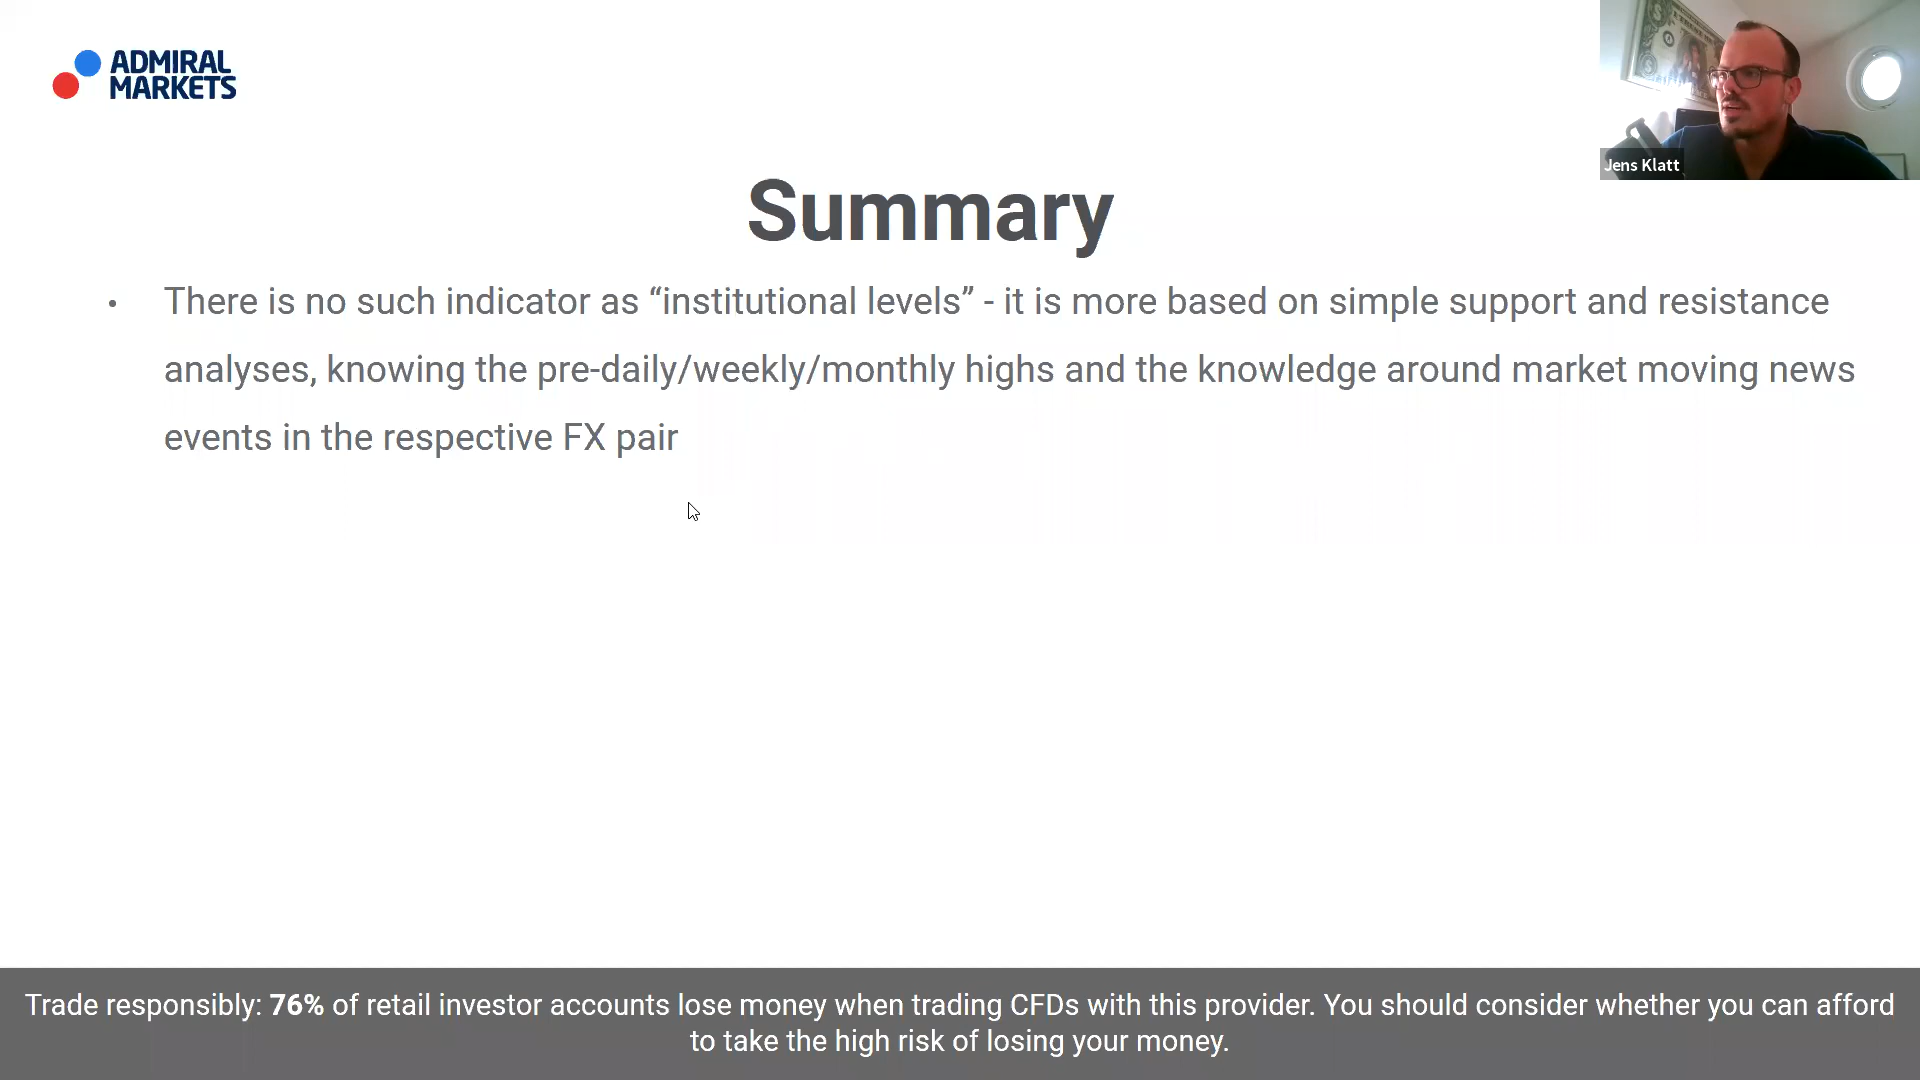 ADMIRAL
MARKETS
Jens Klatt
Summary
• There is no such indicator as “institutional levels” - it is more based on simple support and resistance
analyses, knowing the pre-daily/weekly/monthly highs and the knowledge around market moving news
events in the respective FX pair
Trade responsibly: 76% of retail investor accounts lose money when trading CFDs with this provider. You should consider whether you can afford
to take the high risk of losing your money.